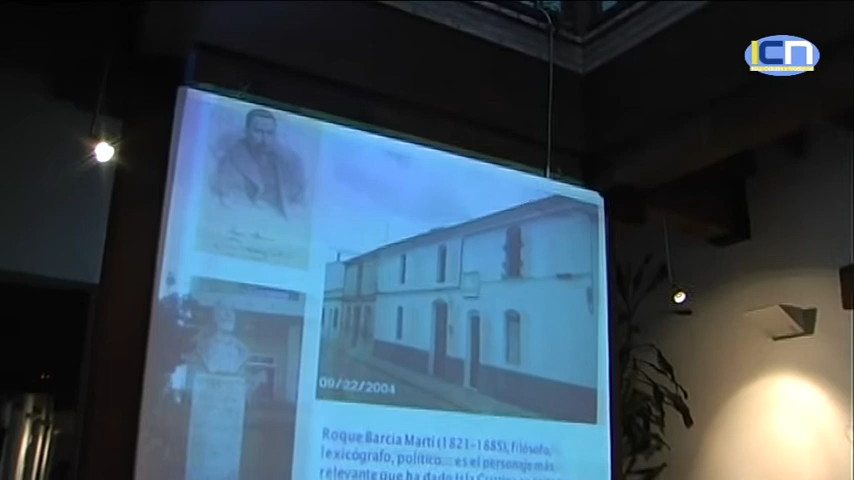 ICN
09/22/2004
Roque Barcia Martí (1821-1885), filósofo,
lexicógrafo, político... es el personaje más
relevante que ha dado Isla